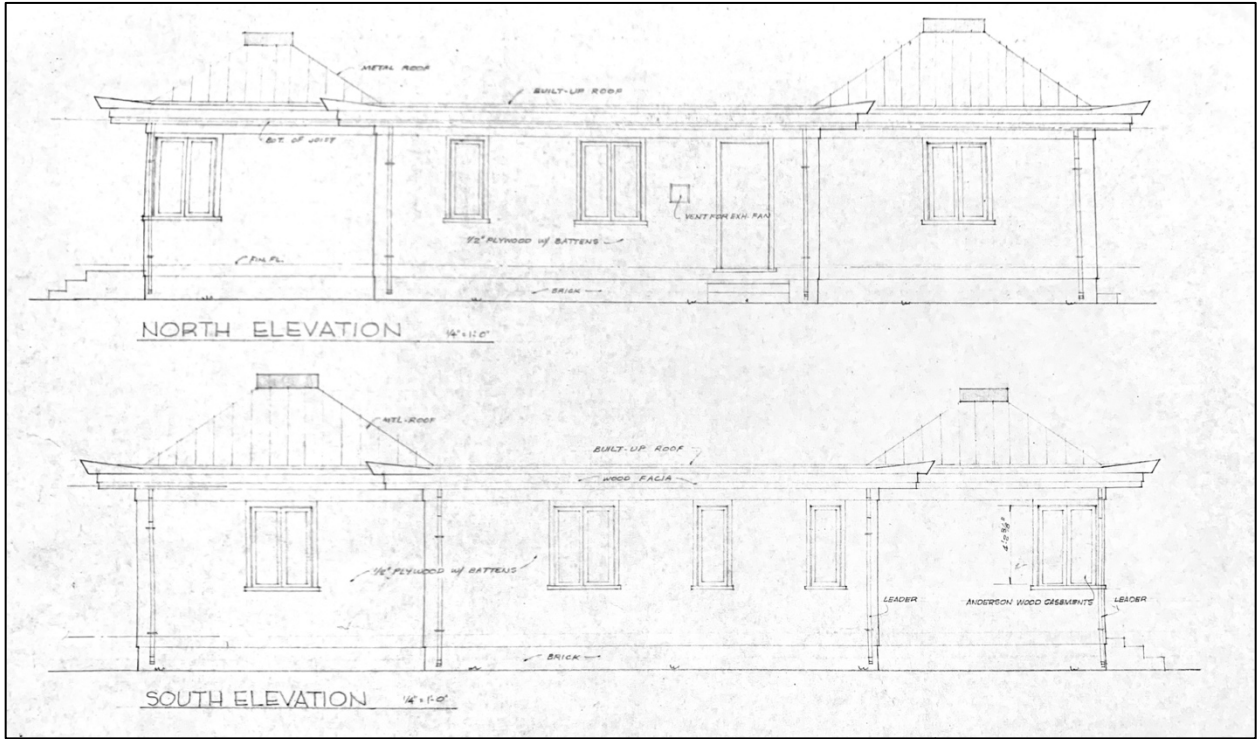 METAL ROOF
BUILT-UP ROOF
BOT. OF JOIST
VENT FOR EXH. FAN
1/2" PLYWOOD W/ BATTENS
FIN. FL.
BRICK
NORTH ELEVATION 1/4" = 1'-0"
MTL. ROOF
BUILT-UP ROOF
WOOD FACIA
1/2" PLYWOOD W/ BATTENS
LEADER
ANDERSON WOOD CASEMENTS
LEADER
BRICK
SOUTH ELEVATION 1/4" = 1'-0"